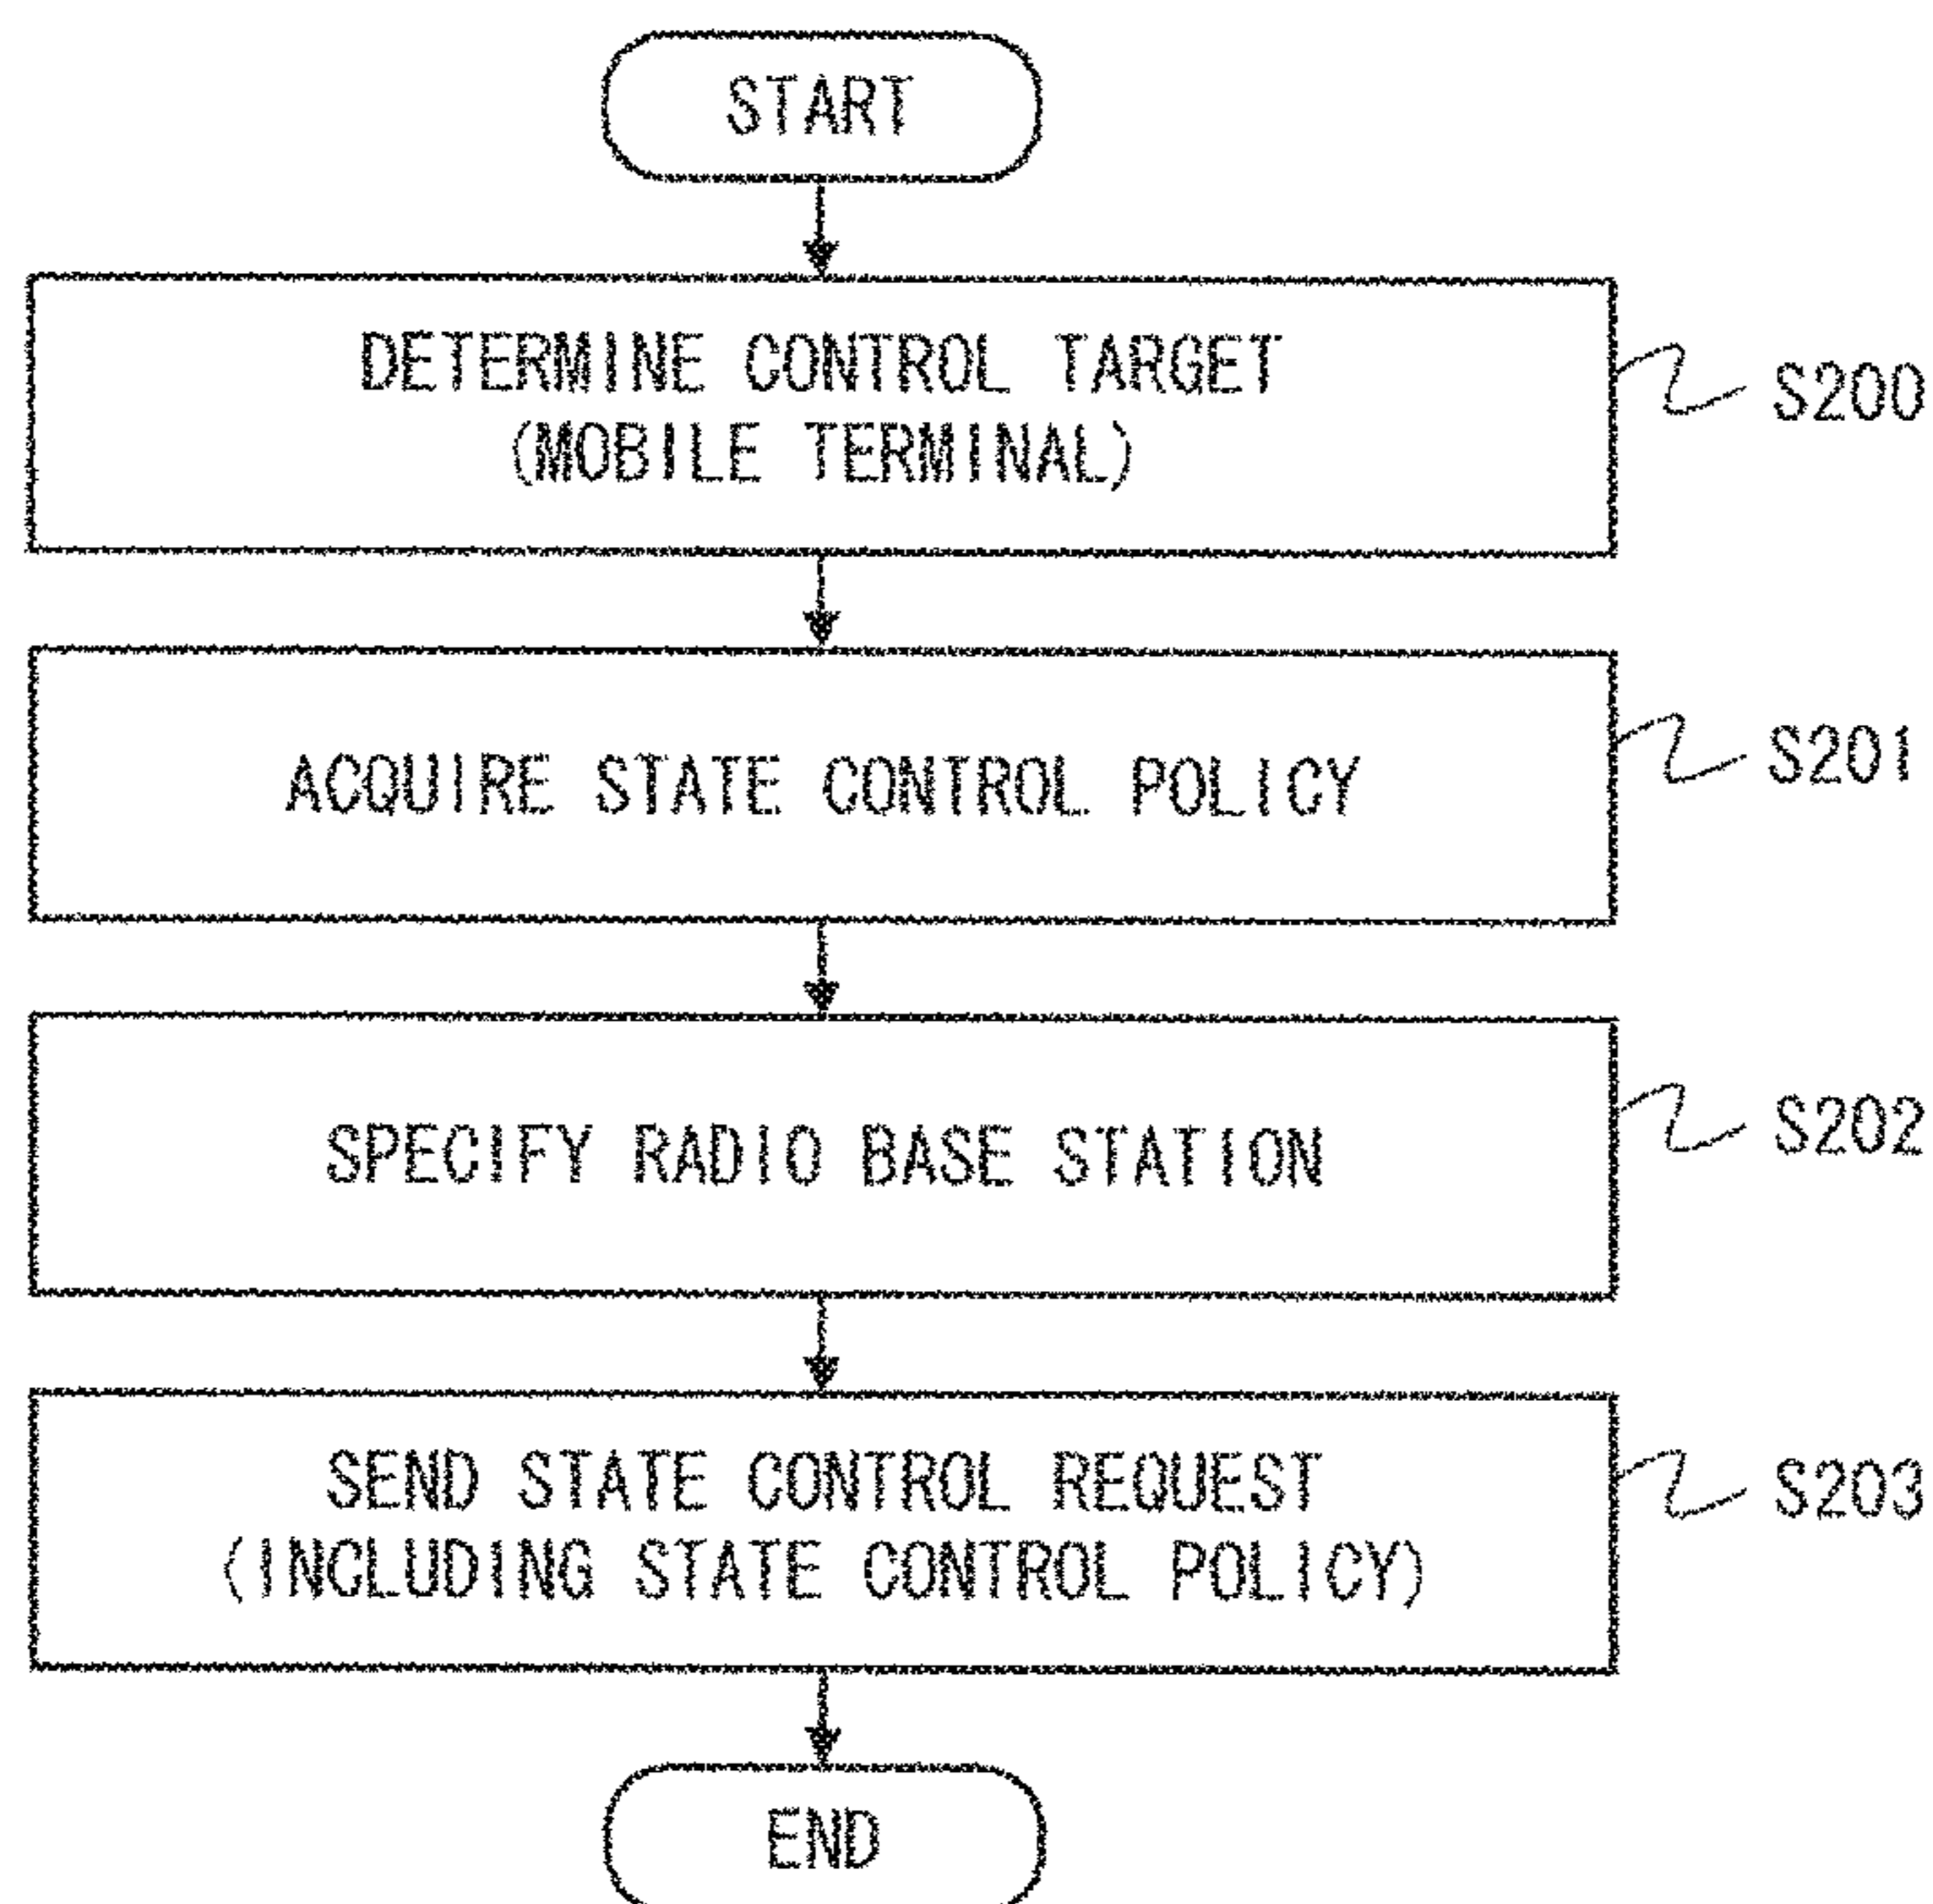 START
DETERMINE CONTROL TARGET
(MOBILE TERMINAL)
S200
ACQUIRE STATE CONTROL POLICY
S201
SPECIFY RADIO BASE STATION
S202
SEND STATE CONTROL REQUEST
(INCLUDING STATE CONTROL POLICY)
S203
END